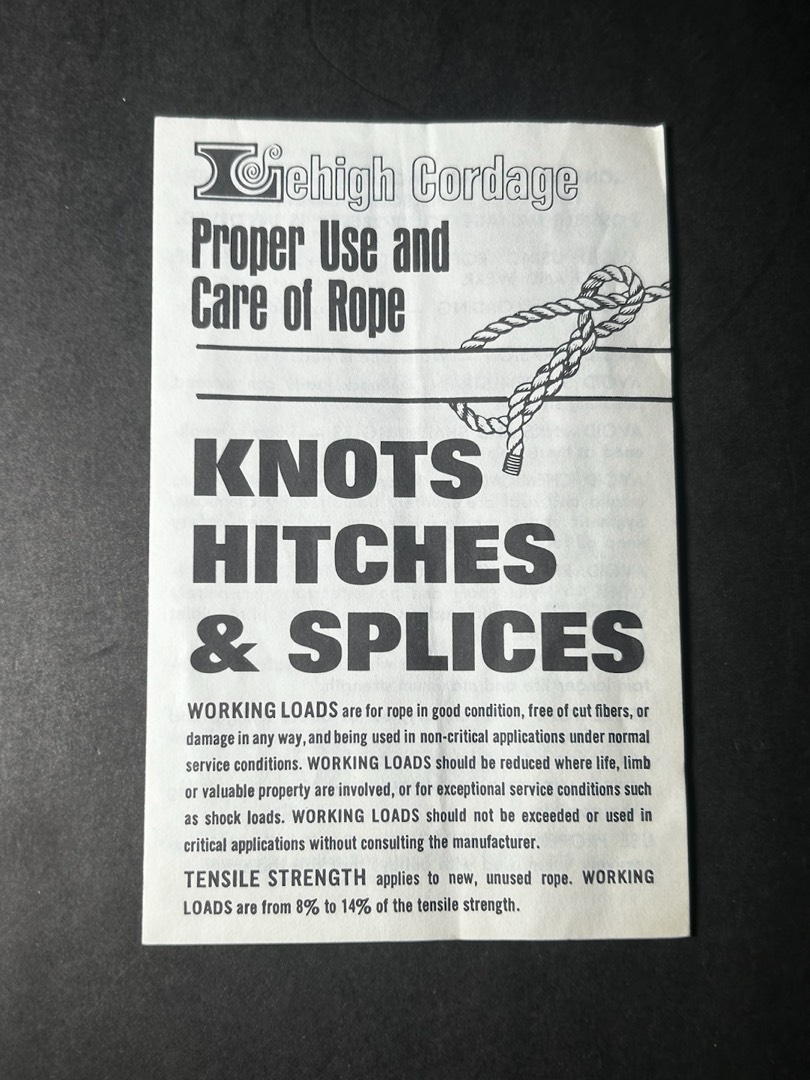 Lehigh Cordage
Proper Use and
Care of Rope
KNOTS
HITCHES
& SPLICES
WORKING LOADS are for rope in good condition, free of cut fibers, or
damage in any way, and being used in non-critical applications under normal
service conditions. WORKING LOADS should be reduced where life, limb
or valuable property are involved, or for exceptional service conditions such
as shock loads. WORKING LOADS should not be exceeded or used in
critical applications without consulting the manufacturer.
TENSILE STRENGTH applies to new, unused rope. WORKING
LOADS are from 8% to 14% of the tensile strength.